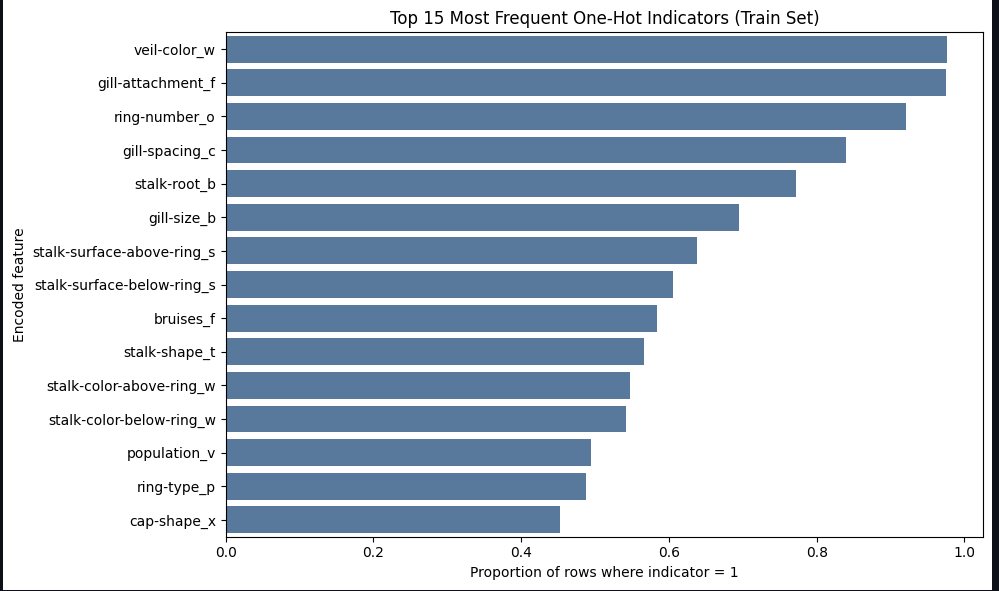 Top 15 Most Frequent One-Hot Indicators (Train Set)
Encoded feature
veil-color_w
gill-attachment_f
ring-number_o
gill-spacing_c
stalk-root_b
gill-size_b
stalk-surface-above-ring_s
stalk-surface-below-ring_s
bruises_f
stalk-shape_t
stalk-color-above-ring_w
stalk-color-below-ring_w
population_v
ring-type_p
cap-shape_x
0.0 0.2 0.4 0.6 0.8 1.0
Proportion of rows where indicator = 1